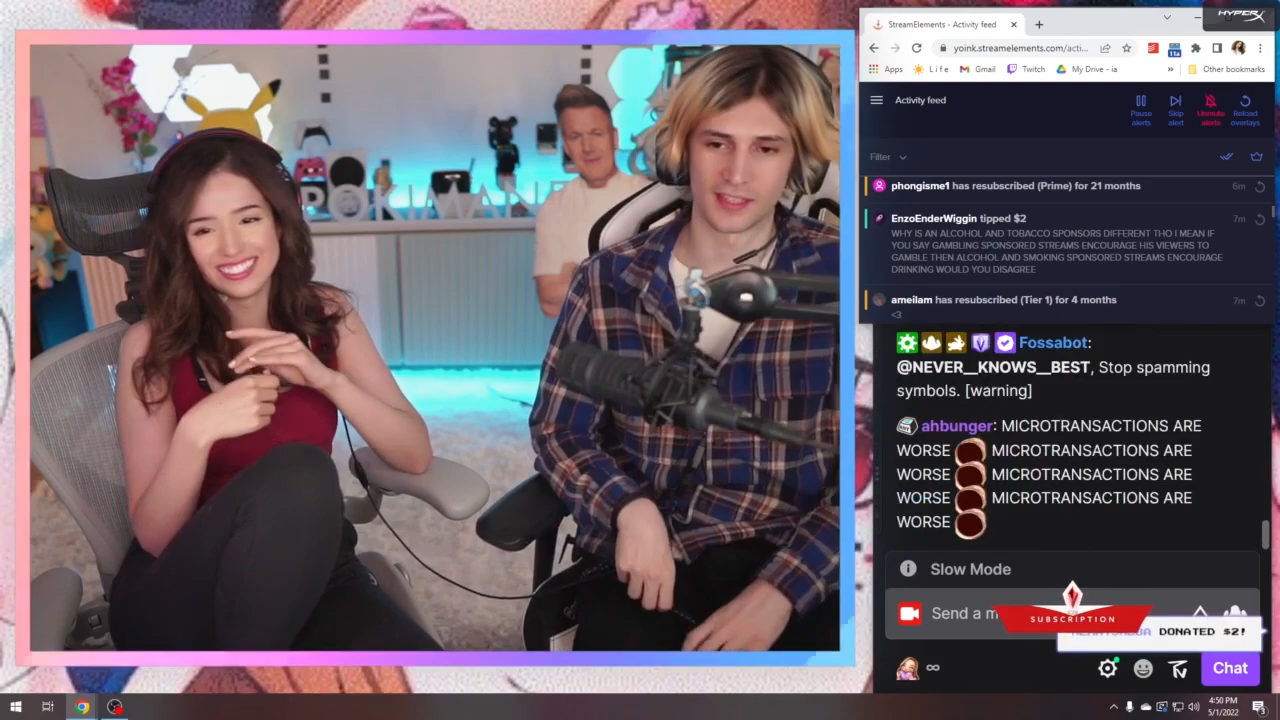 StreamElements - Activity feed
HYPERX
yoink.streamelements.com/acti...
11a
Apps
L i f e
Gmail
Twitch
My Drive - ia
»
Other bookmarks
Activity feed
Pause alerts
Skip alert
Unmute alerts
Reload overlays
Filter
phongisme1 has resubscribed (Prime) for 21 months
6m
EnzoEnderWiggin tipped $2
7m
WHY IS AN ALCOHOL AND TOBACCO SPONSORS DIFFERENT THO I MEAN IF
YOU SAY GAMBLING SPONSORED STREAMS ENCOURAGE HIS VIEWERS TO
GAMBLE THEN ALCOHOL AND SMOKING SPONSORED STREAMS ENCOURAGE
DRINKING WOULD YOU DISAGREE
ameilam has resubscribed (Tier 1) for 4 months
7m
<3
Fossabot:
@NEVER__KNOWS__BEST, Stop spamming
symbols. [warning]
ahbunger: MICROTRANSACTIONS ARE
WORSE MICROTRANSACTIONS ARE
WORSE MICROTRANSACTIONS ARE
WORSE MICROTRANSACTIONS ARE
WORSE
Slow Mode
Send a m
SUBSCRIPTION
DONATED $2!
Chat
4:50 PM
5/1/2022